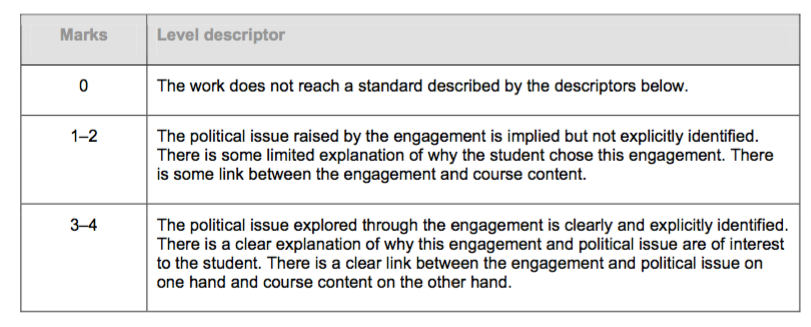 Marks Level descriptor
0 The work does not reach a standard described by the descriptors below.
1–2 The political issue raised by the engagement is implied but not explicitly identified.
There is some limited explanation of why the student chose this engagement. There
is some link between the engagement and course content.
3–4 The political issue explored through the engagement is clearly and explicitly identified.
There is a clear explanation of why this engagement and political issue are of interest
to the student. There is a clear link between the engagement and political issue on
one hand and course content on the other hand.